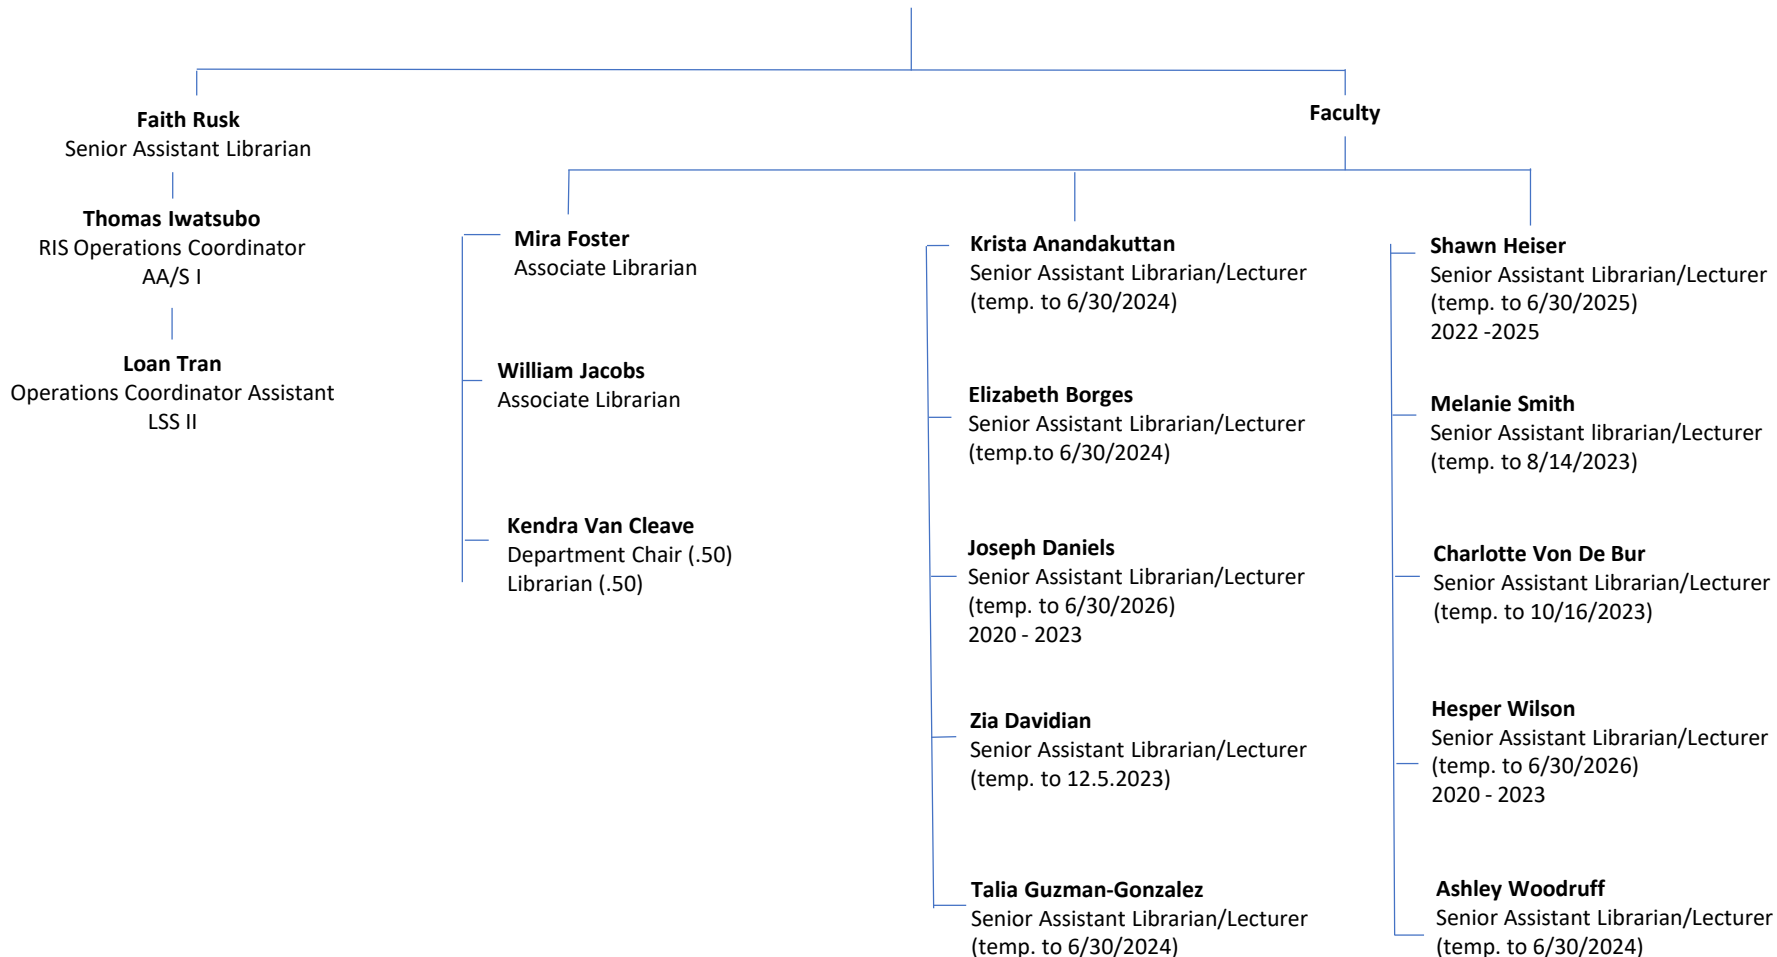 Faith Rusk
Senior Assistant Librarian
Thomas Iwatsubo
RIS Operations Coordinator
AA/S I
Loan Tran
Operations Coordinator Assistant
LSS II
Faculty
Mira Foster
Associate Librarian
William Jacobs
Associate Librarian
Kendra Van Cleave
Department Chair (.50)
Librarian (.50)
Krista Anandakuttan
Senior Assistant Librarian/Lecturer
(temp. to 6/30/2024)
Elizabeth Borges
Senior Assistant Librarian/Lecturer
(temp.to 6/30/2024)
Joseph Daniels
Senior Assistant Librarian/Lecturer
(temp. to 6/30/2026)
2020 - 2023
Zia Davidian
Senior Assistant Librarian/Lecturer
(temp. to 12.5.2023)
Talia Guzman-Gonzalez
Senior Assistant Librarian/Lecturer
(temp. to 6/30/2024)
Shawn Heiser
Senior Assistant Librarian/Lecturer
(temp. to 6/30/2025)
2022 -2025
Melanie Smith
Senior Assistant librarian/Lecturer
(temp. to 8/14/2023)
Charlotte Von De Bur
Senior Assistant Librarian/Lecturer
(temp. to 10/16/2023)
Hesper Wilson
Senior Assistant Librarian/Lecturer
(temp. to 6/30/2026)
2020 - 2023
Ashley Woodruff
Senior Assistant Librarian/Lecturer
(temp. to 6/30/2024)